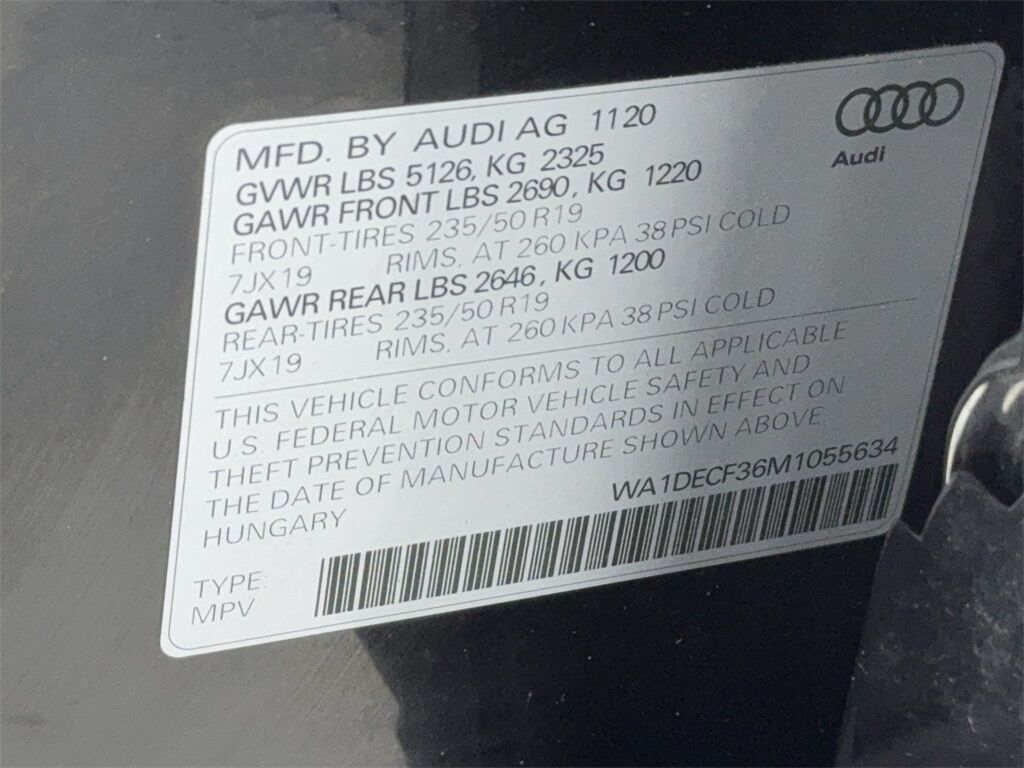 MFD. BY AUDI AG 1120
GVWR LBS 5126, KG 2325
GAWR FRONT LBS 2690, KG 1220
FRONT-TIRES 235/50 R19
7JX19 RIMS, AT 260 KPA 38 PSI COLD
GAWR REAR LBS 2646, KG 1200
REAR-TIRES 235/50 R19
7JX19 RIMS, AT 260 KPA 38 PSI COLD
THIS VEHICLE CONFORMS TO ALL APPLICABLE
U.S. FEDERAL MOTOR VEHICLE SAFETY AND
THEFT PREVENTION STANDARDS IN EFFECT ON
THE DATE OF MANUFACTURE SHOWN ABOVE
HUNGARY
WA1DECF36M1055634
TYPE:
MPV
Audi